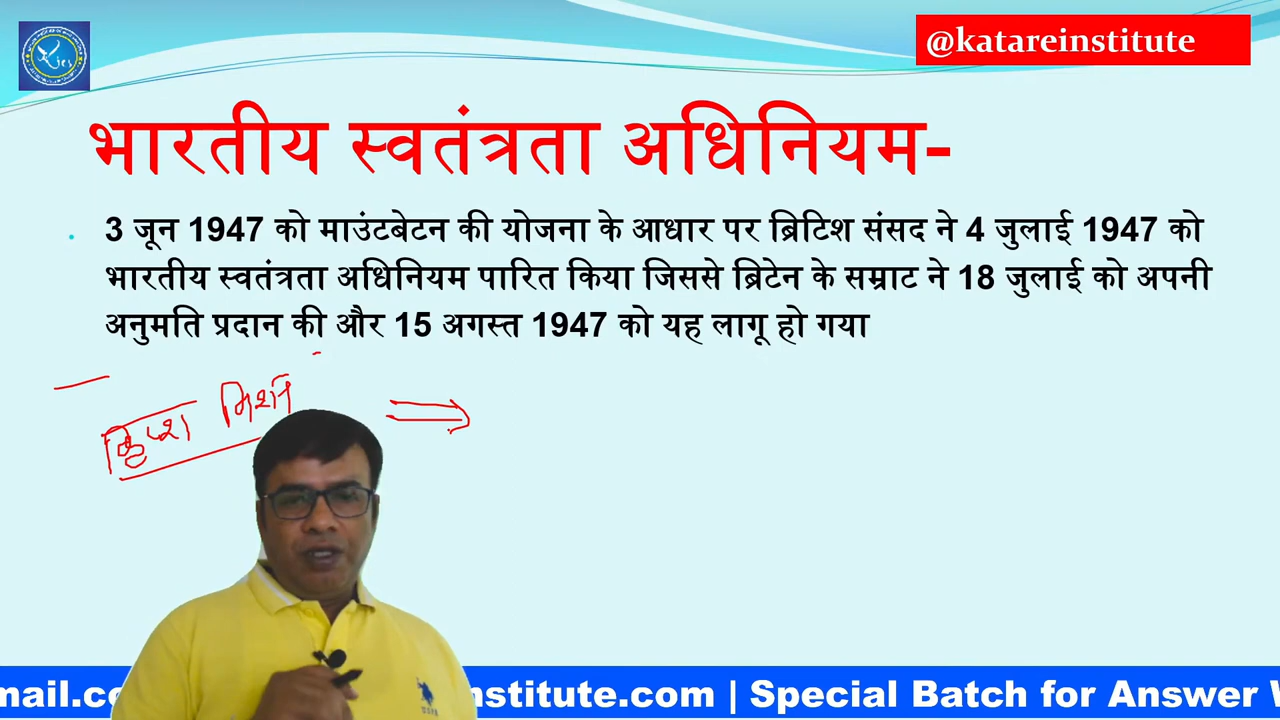 @katareinstitute
भारतीय स्वतंत्रता अधिनियम-
3 जून 1947 को माउंटबेटन की योजना के आधार पर ब्रिटिश संसद ने 4 जुलाई 1947 को
भारतीय स्वतंत्रता अधिनियम पारित किया जिससे ब्रिटेन के सम्राट ने 18 जुलाई को अपनी
अनुमति प्रदान की और 15 अगस्त 1947 को यह लागू हो गया
मिशन
mail.co nstitute.com | Special Batch for Answer W